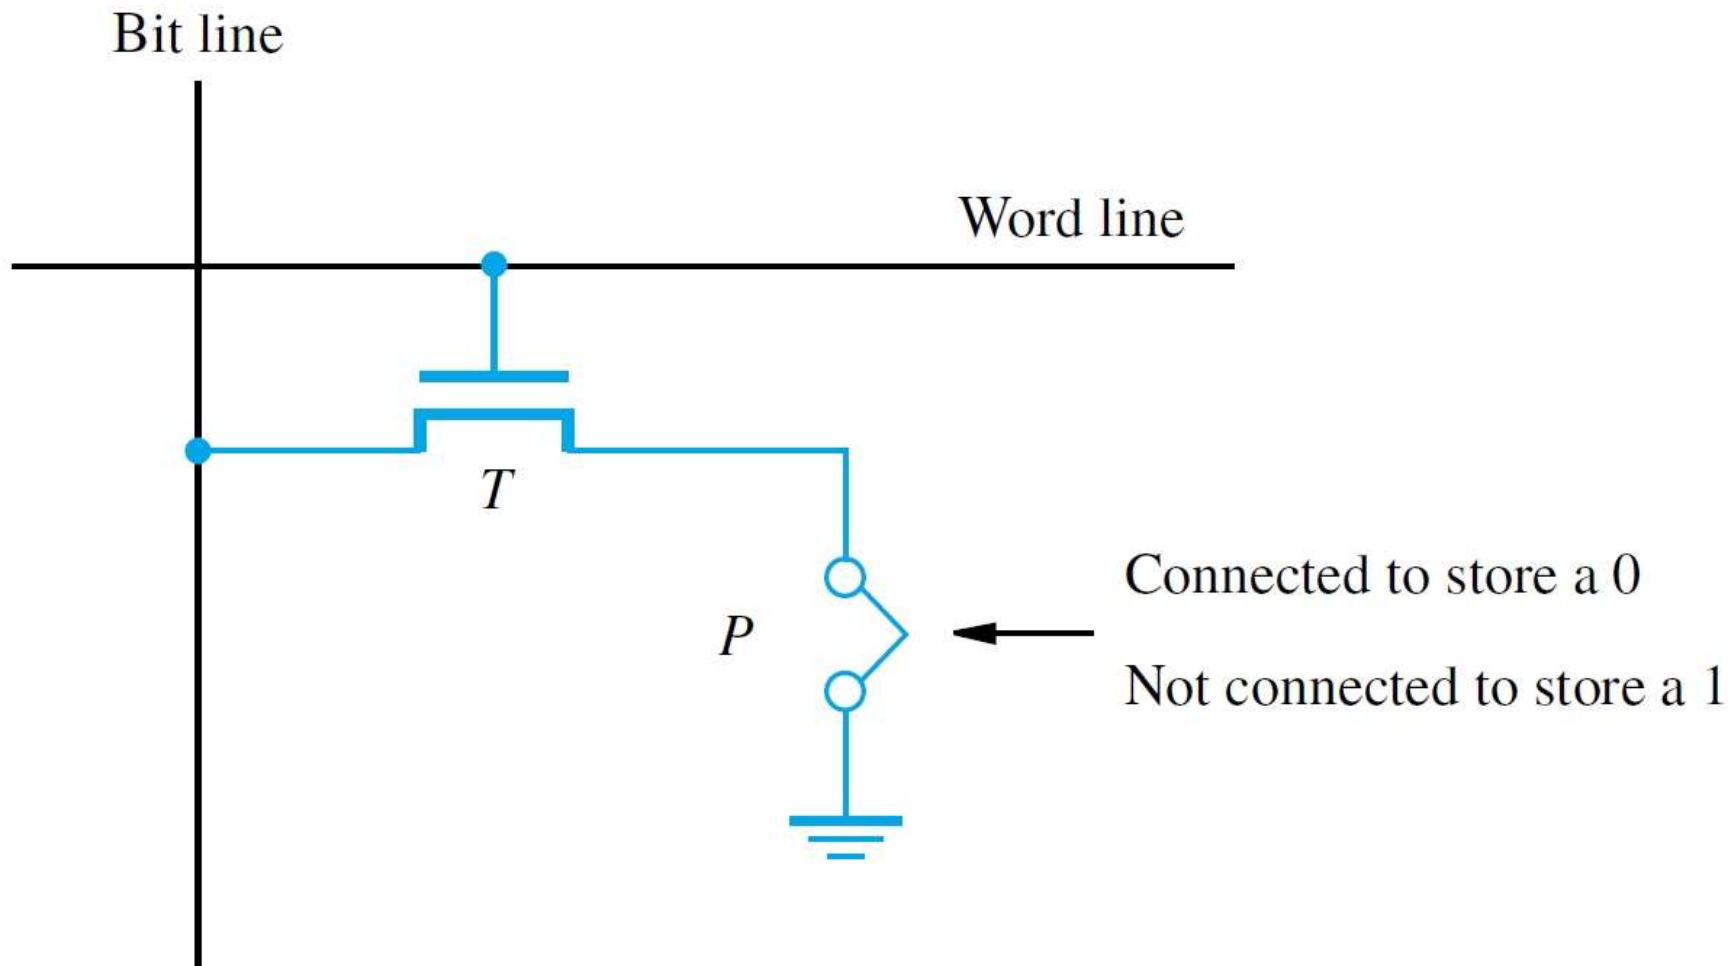 Bit line
Word line
T
P
Connected to store a 0
Not connected to store a 1